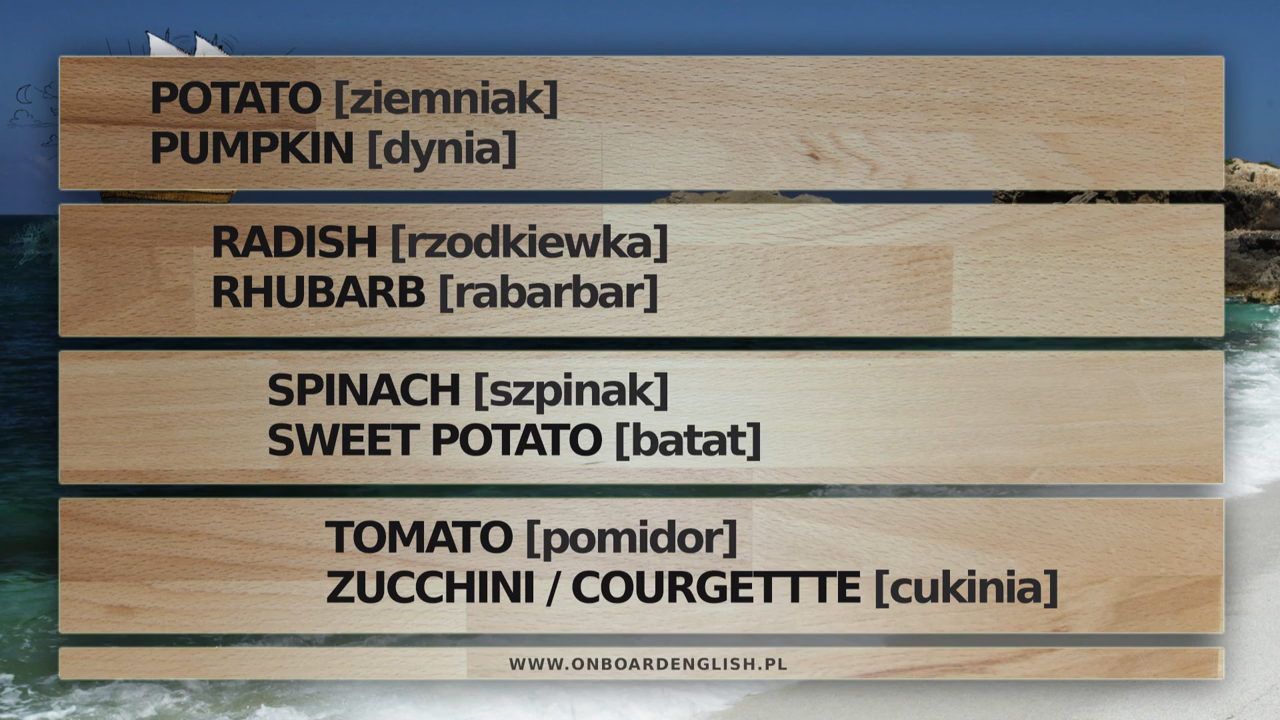 POTATO [ziemniak]
PUMPKIN [dynia]
RADISH [rzodkiewka]
RHUBARB [rabarbar]
SPINACH [szpinak]
SWEET POTATO [batat]
TOMATO [pomidor]
ZUCCHINI / COURGETTTE [cukinia]
WWW.ONBOARDENGLISH.PL